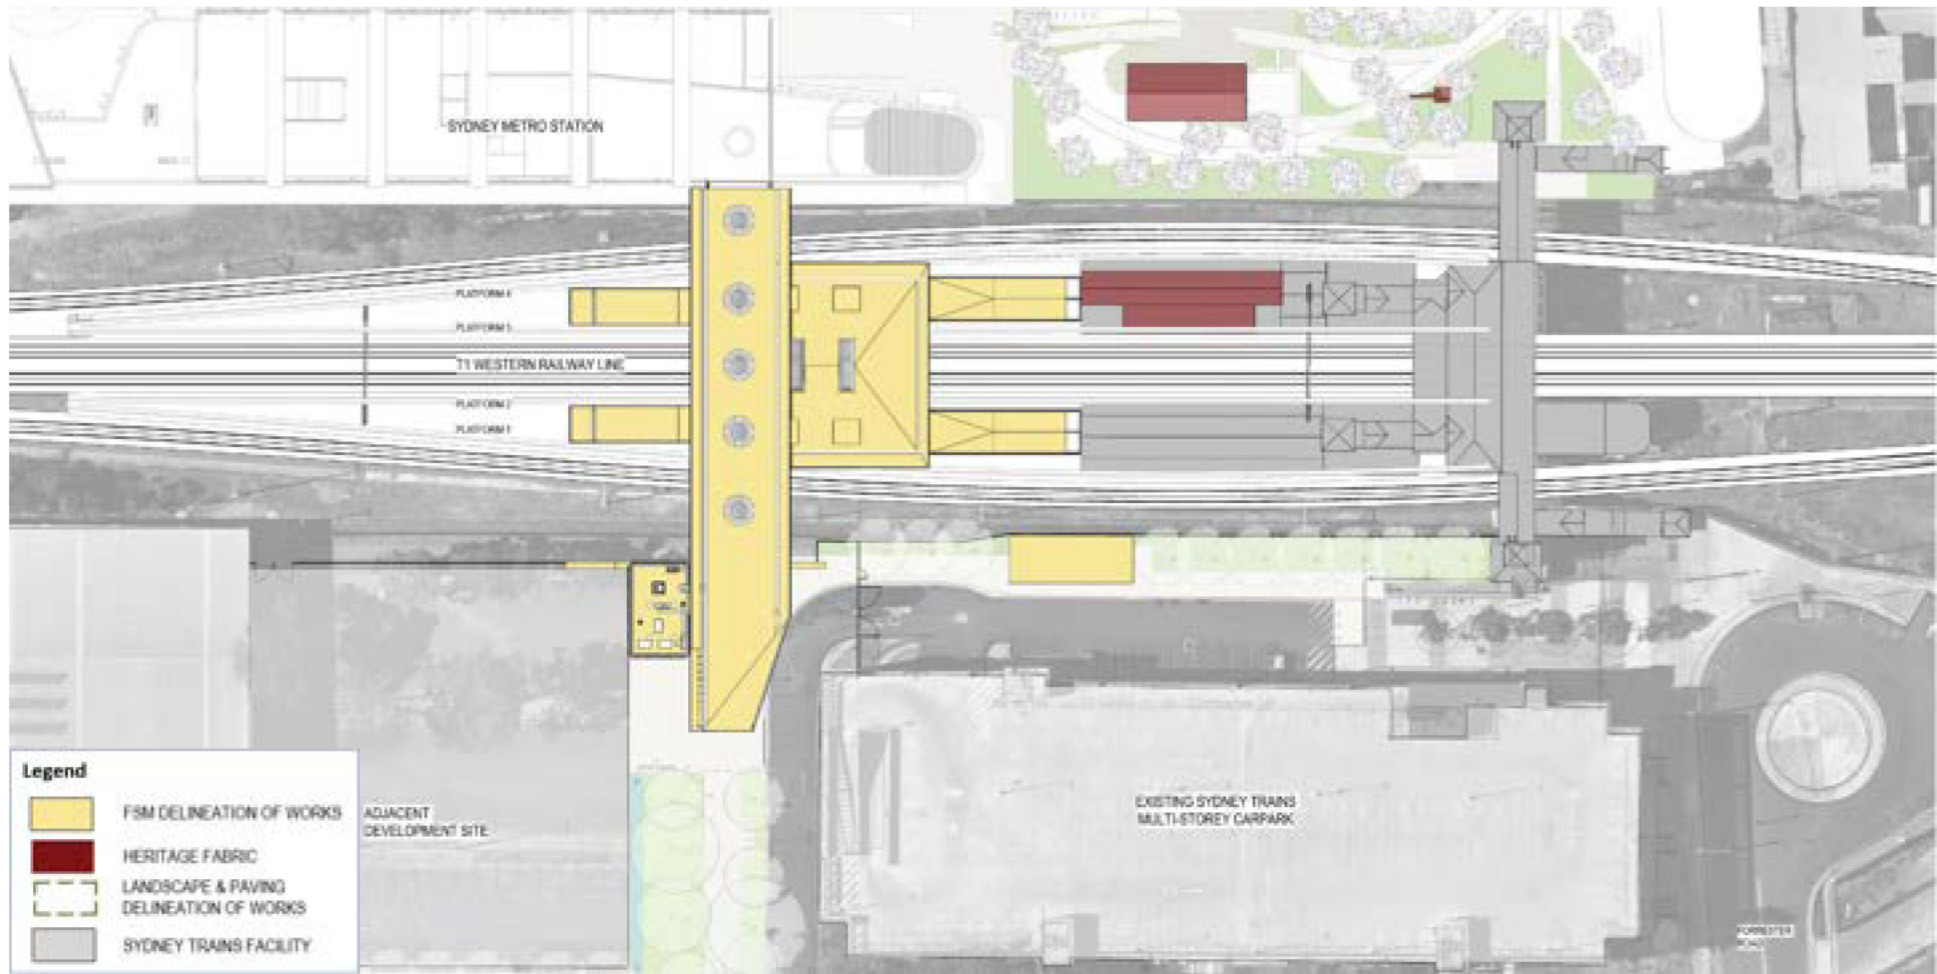 SYDNEY METRO STATION
PLATFORM 4
PLATFORM 3
T1 WESTERN RAILWAY LINE
PLATFORM 2
PLATFORM 1
Legend
FSM DELINEATION OF WORKS
HERITAGE FABRIC
LANDSCAPE & PAVING
DELINEATION OF WORKS
SYDNEY TRAINS FACILITY
ADJACENT
DEVELOPMENT SITE
EXISTING SYDNEY TRAINS
MULTI-STOREY CARPARK
FORRESTER
ROAD